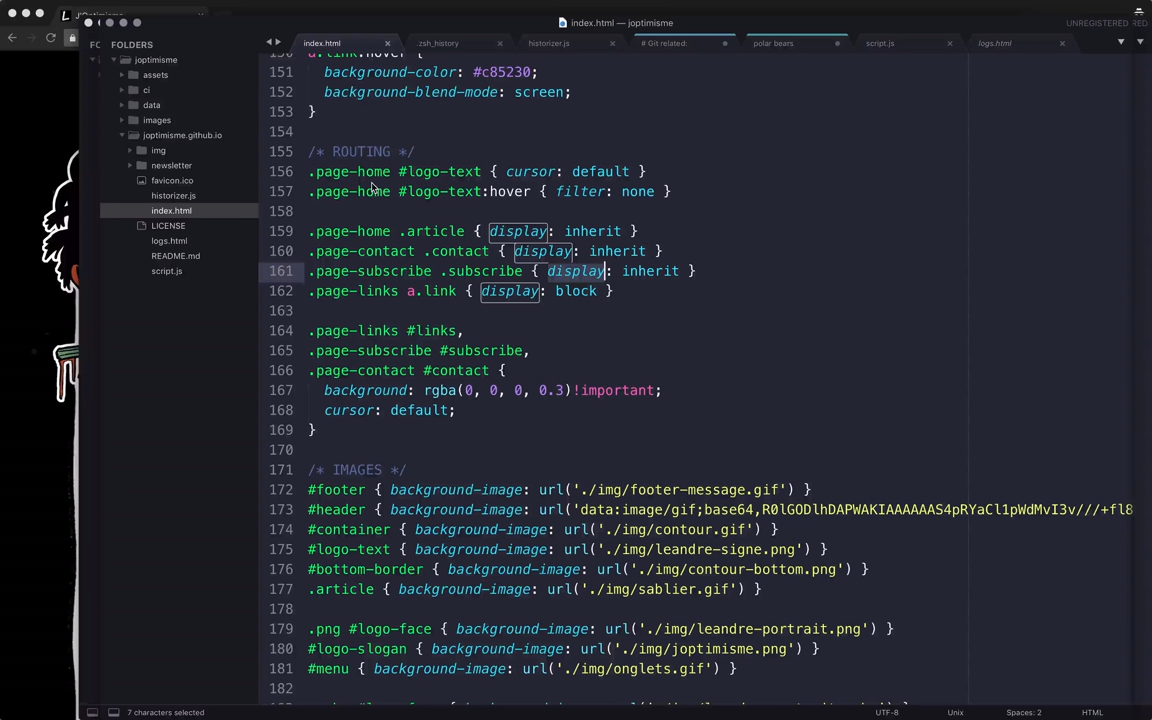 J'Optimisme
index.html — joptimisme
UNREGISTERED
RED
FC
FOLDERS
joptimisme
assets
ci
data
images
joptimisme.github.io
img
newsletter
favicon.ico
historizer.js
index.html
LICENSE
logs.html
README.md
script.js
index.html
.zsh_history
historizer.js
# Git related:
polar bears
script.js
logs.html
150
a.link:hover {
151 background-color: #c85230;
152 background-blend-mode: screen;
153 }
154
155 /* ROUTING */
156 .page-home #logo-text { cursor: default }
157 .page-home #logo-text:hover { filter: none }
158
159 .page-home .article { display: inherit }
160 .page-contact .contact { display: inherit }
161 .page-subscribe .subscribe { display: inherit }
162 .page-links a.link { display: block }
163
164 .page-links #links,
165 .page-subscribe #subscribe,
166 .page-contact #contact {
167 background: rgba(0, 0, 0, 0.3)!important;
168 cursor: default;
169 }
170
171 /* IMAGES */
172 #footer { background-image: url('./img/footer-message.gif') }
173 #header { background-image: url('data:image/gif;base64,R0lGODlhDAPWAKIAAAAAAS4pRYaCl1pWdMvI3v///+fl8
174 #container { background-image: url('./img/contour.gif') }
175 #logo-text { background-image: url('./img/leandre-signe.png') }
176 #bottom-border { background-image: url('./img/contour-bottom.png') }
177 .article { background-image: url('./img/sablier.gif') }
178
179 .png #logo-face { background-image: url('./img/leandre-portrait.png') }
180 #logo-slogan { background-image: url('./img/joptimisme.png') }
181 #menu { background-image: url('./img/onglets.gif') }
182
7 characters selected
UTF-8
Unix
Spaces: 2
HTML